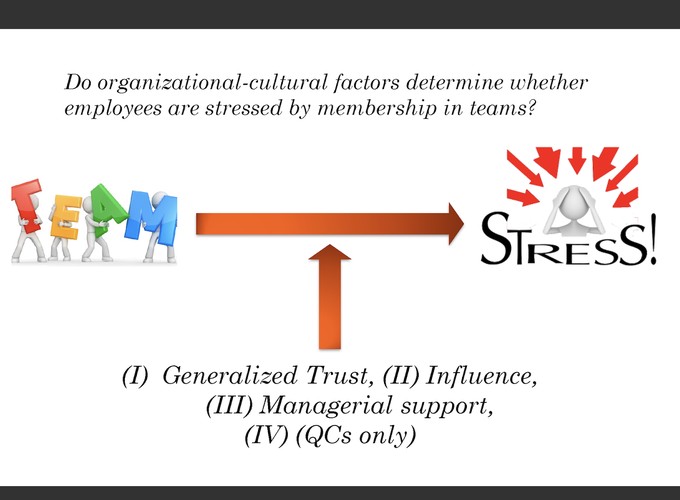 Do organizational-cultural factors determine whether
employees are stressed by membership in teams?
TEAM
STRESS!
(I) Generalized Trust, (II) Influence,
(III) Managerial support,
(IV) (QCs only)